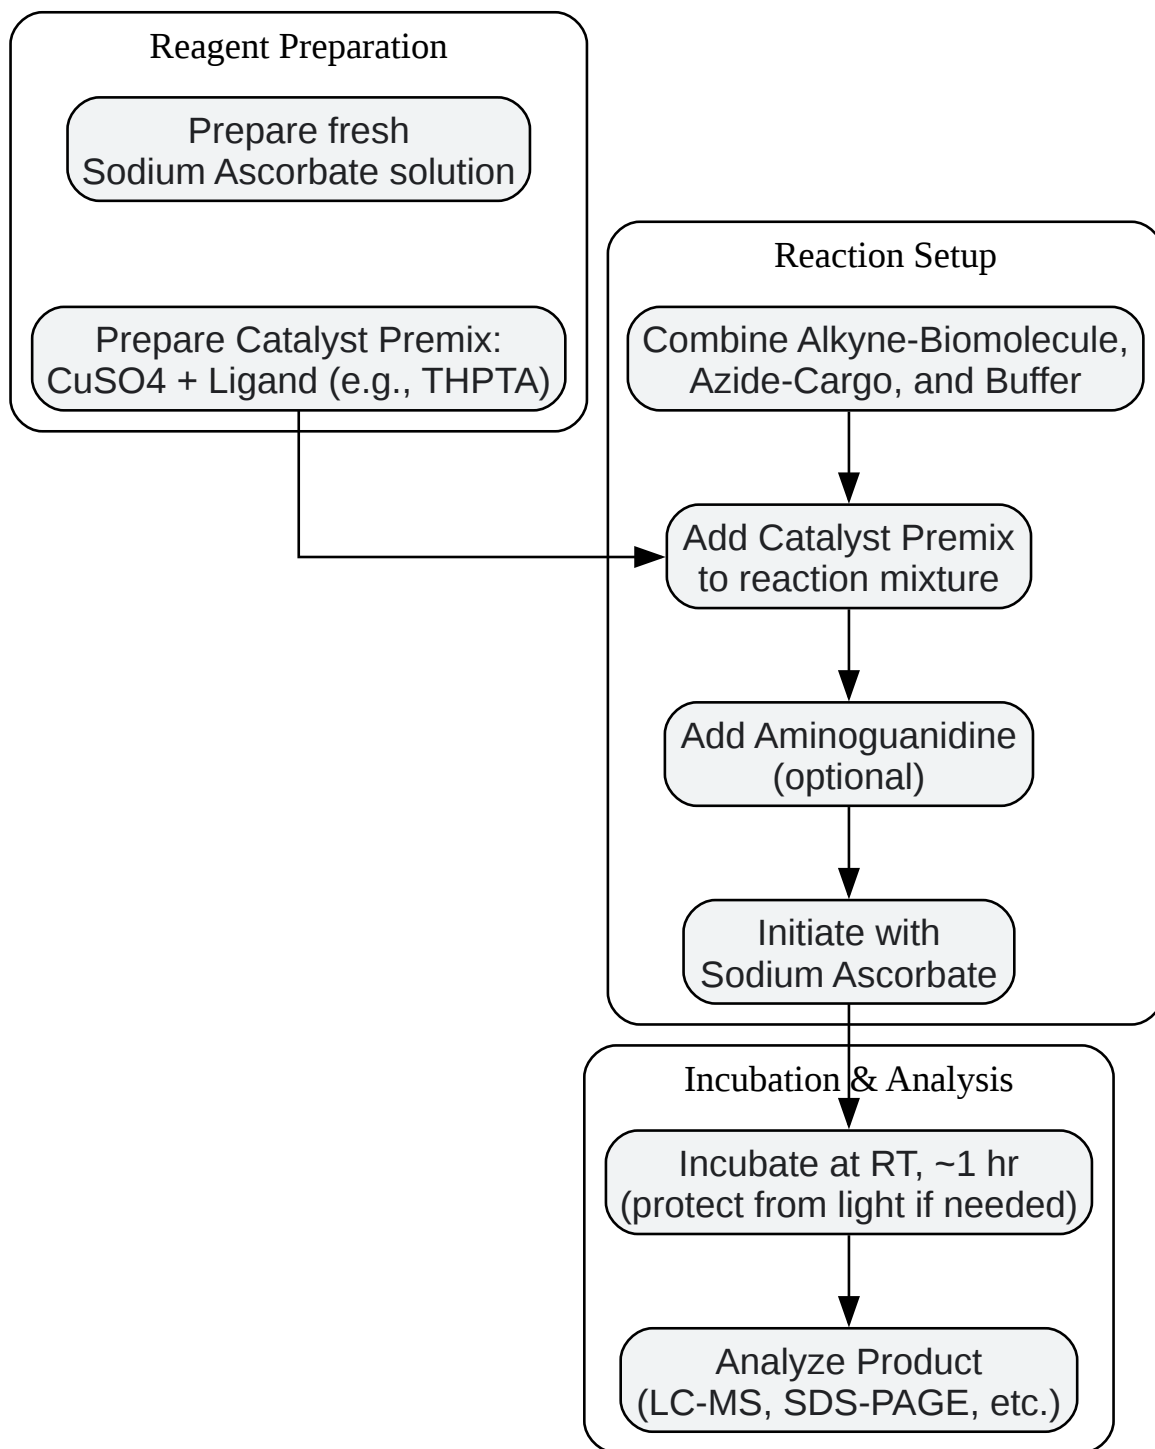 Reagent Preparation
Prepare fresh
Sodium Ascorbate solution
Prepare Catalyst Premix:
CuSO4 + Ligand (e.g., THPTA)
Reaction Setup
Combine Alkyne-Biomolecule,
Azide-Cargo, and Buffer
Add Catalyst Premix
to reaction mixture
Add Aminoguanidine
(optional)
Initiate with
Sodium Ascorbate
Incubation & Analysis
Incubate at RT, ~1 hr
(protect from light if needed)
Analyze Product
(LC-MS, SDS-PAGE, etc.)